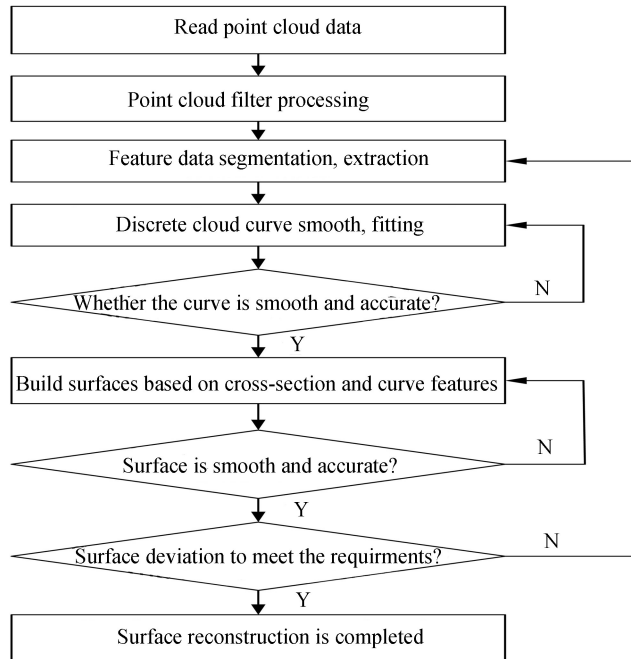 Read point cloud data
Point cloud filter processing
Feature data segmentation, extraction
Discrete cloud curve smooth, fitting
Whether the curve is smooth and accurate?
N
Y
Build surfaces based on cross-section and curve features
Surface is smooth and accurate?
N
Y
Surface deviation to meet the requirments?
N
Y
Surface reconstruction is completed